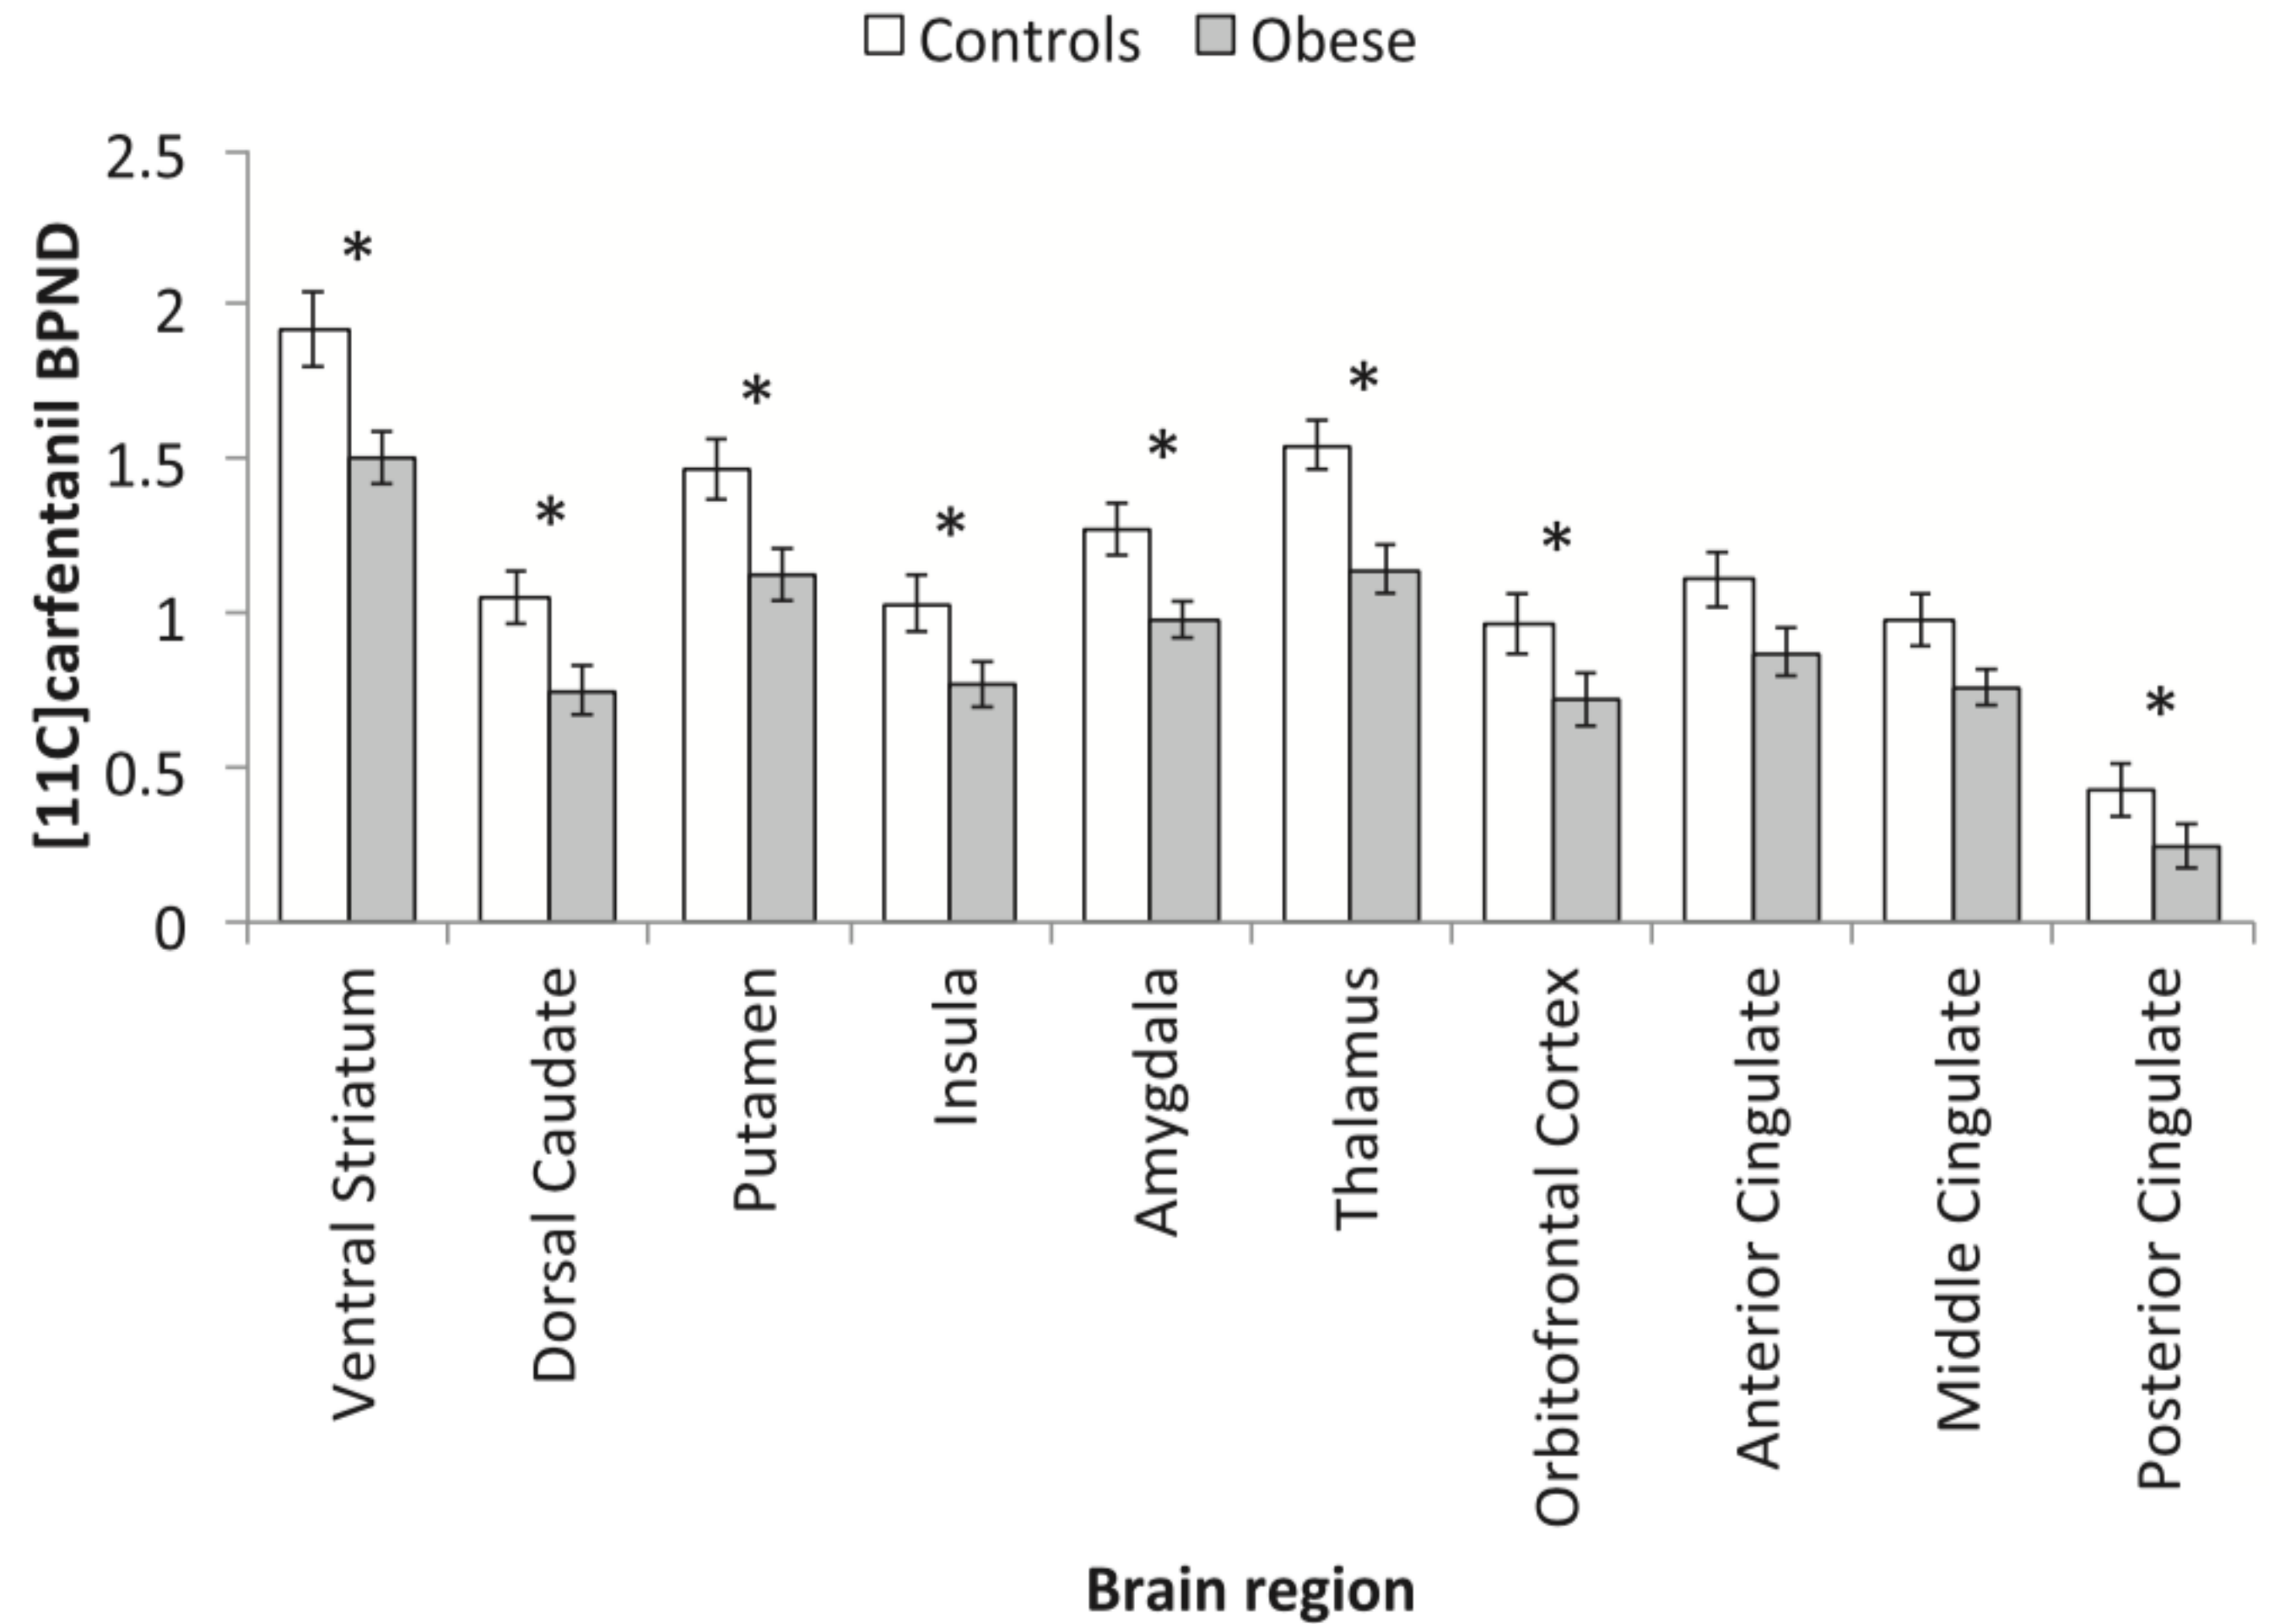 Controls Obese
2.5
2
1.5
1
0.5
0
[11C]carfentanil BPND
*
*
*
*
*
*
*
*
Ventral Striatum
Dorsal Caudate
Putamen
Insula
Amygdala
Thalamus
Orbitofrontal Cortex
Anterior Cingulate
Middle Cingulate
Posterior Cingulate
Brain region